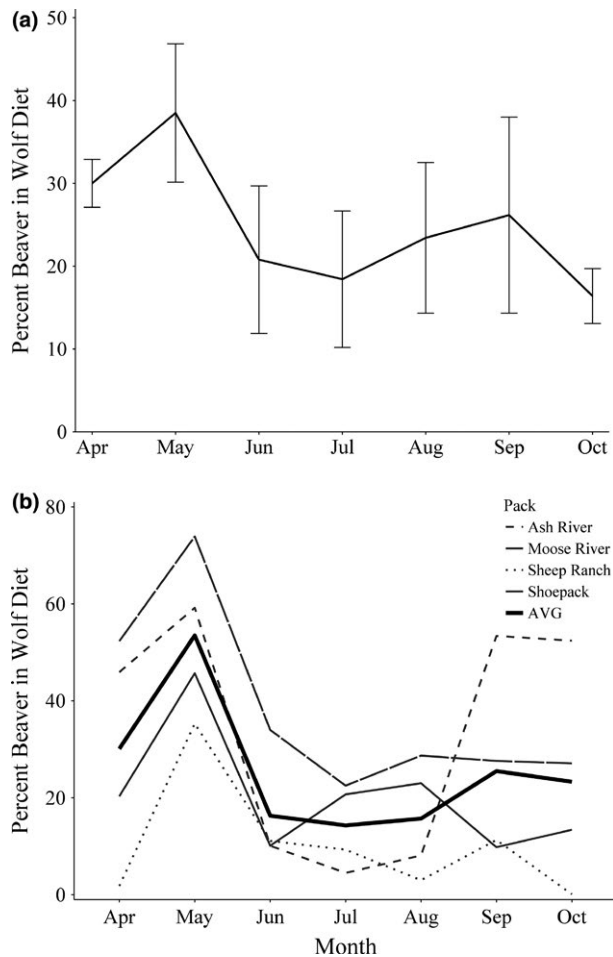 (a)
Percent Beaver in Wolf Diet
50
40
30
20
10
0
Apr May Jun Jul Aug Sep Oct
(b)
Percent Beaver in Wolf Diet
80
60
40
20
0
Pack
Ash River
Moose River
Sheep Ranch
Shoepack
AVG
Apr May Jun Jul Aug Sep Oct
Month